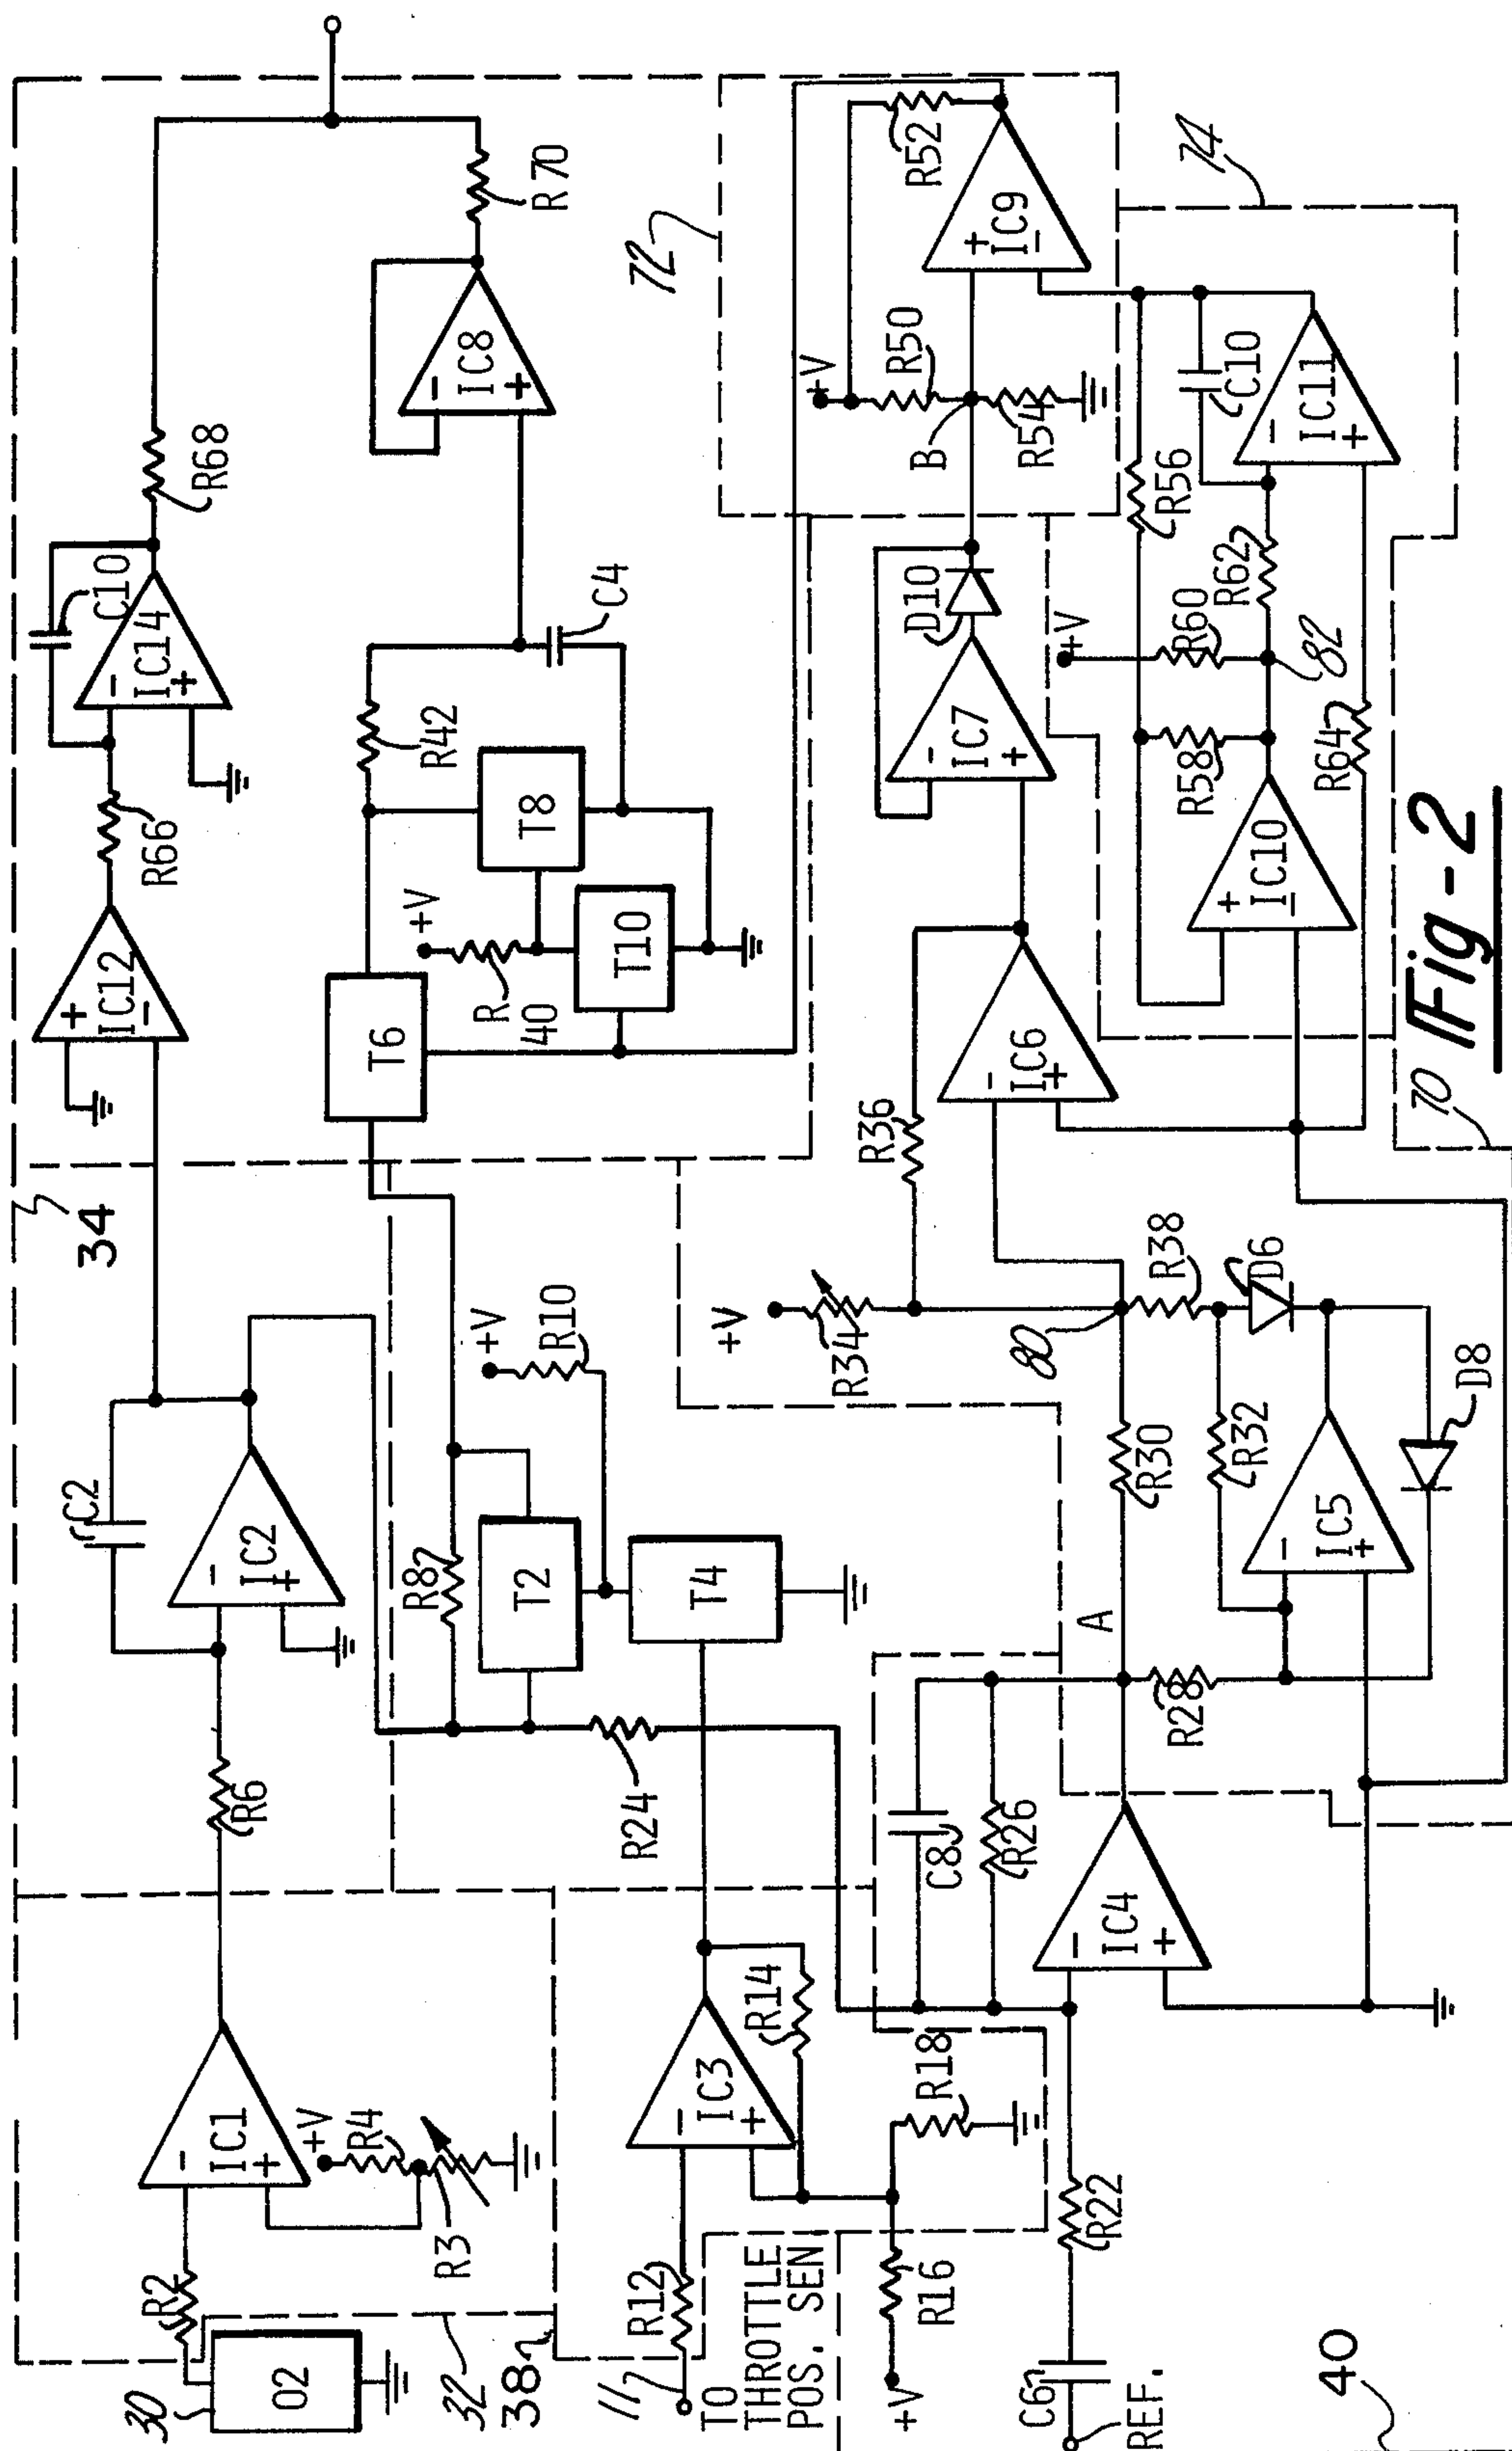 34
C10
IC14
-
+
R68
IC12
+
-
R66
C2
IC2
-
+
R6
IC1
-
+
+V
R4
R3
R2
O2
30
32
38
IC8
-
+
R70
R42
C4
T8
T10
T6
+V
R
40
R8
T2
T4
+V
R10
R24
IC3
-
+
R14
R18
R12
11
TO
THROTTLE
POS. SEN
R16
+V
72
R52
IC9
+
-
+V
R50
B
R54
74
D10
IC7
-
+
R56
C10
IC11
-
+
+V
R60
R62
82
R58
R64
IC10
+
-
IC6
-
+
R36
+V
R34
80
R38
D6
R30
R32
D8
IC5
-
+
A
R28
C8
R26
IC4
-
+
R22
C6
REF.
70
Fig-2
40